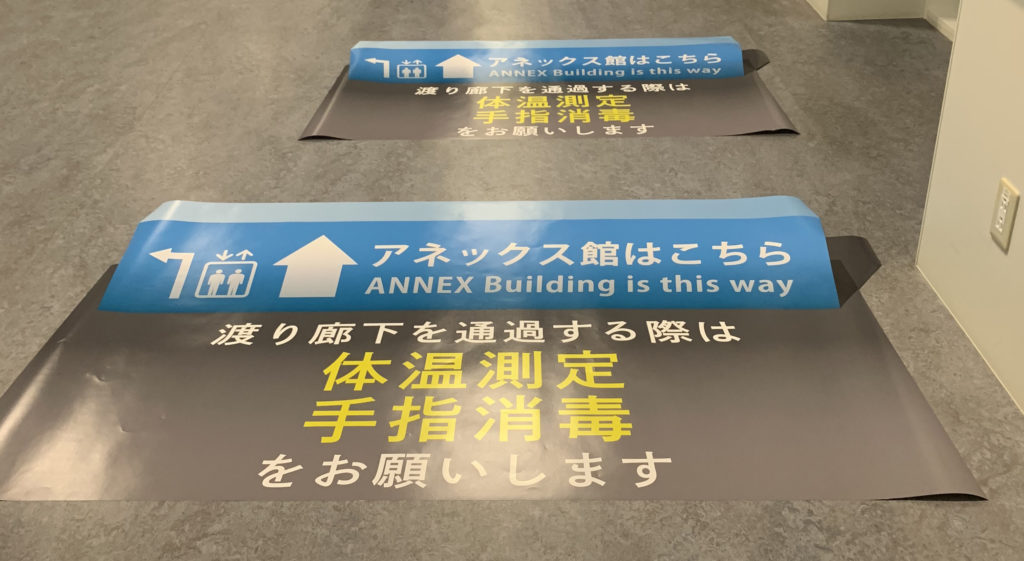 アネックス館はこちら
ANNEX Building is this way
渡り廊下を通過する際は
体温測定
手指消毒
をお願いします
アネックス館はこちら
ANNEX Building is this way
渡り廊下を通過する際は
体温測定
手指消毒
をお願いします